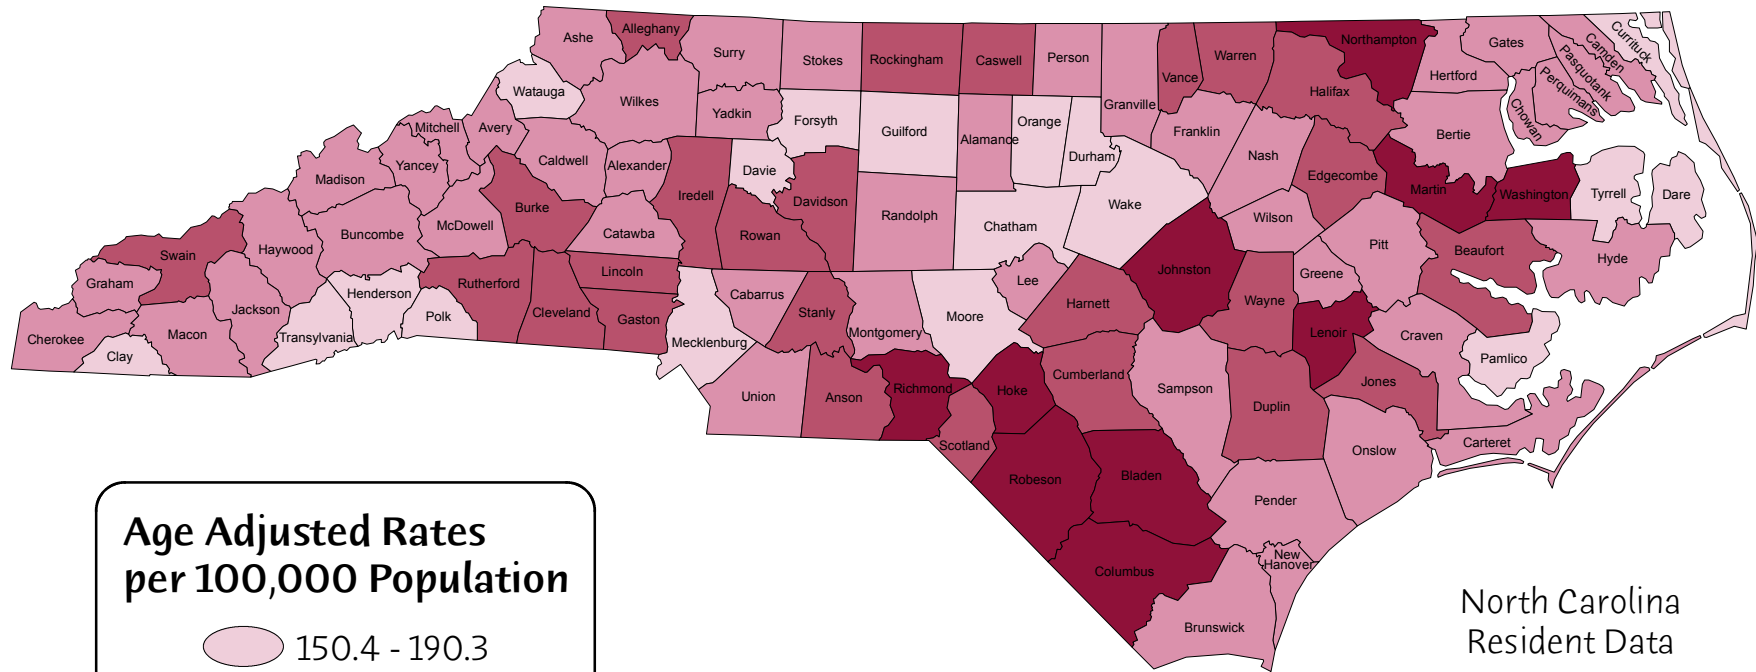 Ashe
Alleghany
Surry
Stokes
Rockingham
Caswell
Person
Granville
Vance
Warren
Northampton
Halifax
Hertford
Gates
Camden
Currituck
Pasquotank
Perquimans
Chowan
Bertie
Watauga
Wilkes
Yadkin
Forsyth
Guilford
Alamance
Orange
Durham
Franklin
Nash
Edgecombe
Martin
Washington
Tyrrell
Dare
Mitchell
Avery
Yancey
Madison
Caldwell
Alexander
Iredell
Davie
Davidson
Randolph
Chatham
Wake
Wilson
Pitt
Beaufort
Hyde
Burke
McDowell
Buncombe
Haywood
Swain
Graham
Catawba
Rowan
Lincoln
Johnston
Greene
Lee
Harnett
Wayne
Lenoir
Craven
Pamlico
Jackson
Henderson
Polk
Rutherford
Cleveland
Gaston
Cabarrus
Stanly
Montgomery
Moore
Cherokee
Macon
Clay
Transylvania
Mecklenburg
Union
Anson
Richmond
Hoke
Cumberland
Sampson
Duplin
Jones
Scotland
Onslow
Carteret
Robeson
Bladen
Pender
Columbus
New
Hanover
Brunswick
Age Adjusted Rates
per 100,000 Population
150.4 - 190.3
North Carolina
Resident Data